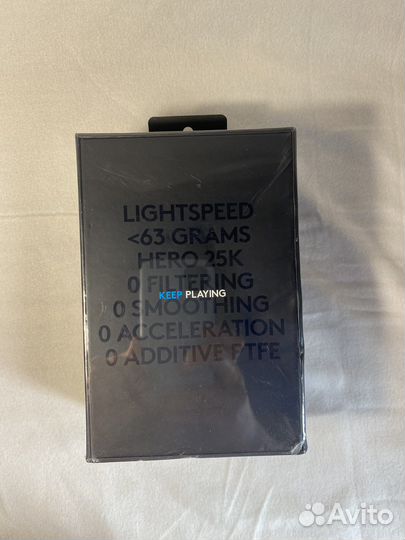 LIGHTSPEED
<63 GRAMS
HERO 25K
0 FILTERING
KEEP PLAYING
0 SMOOTHING
0 ACCELERATION
0 ADDITIVE PTFE
Avito